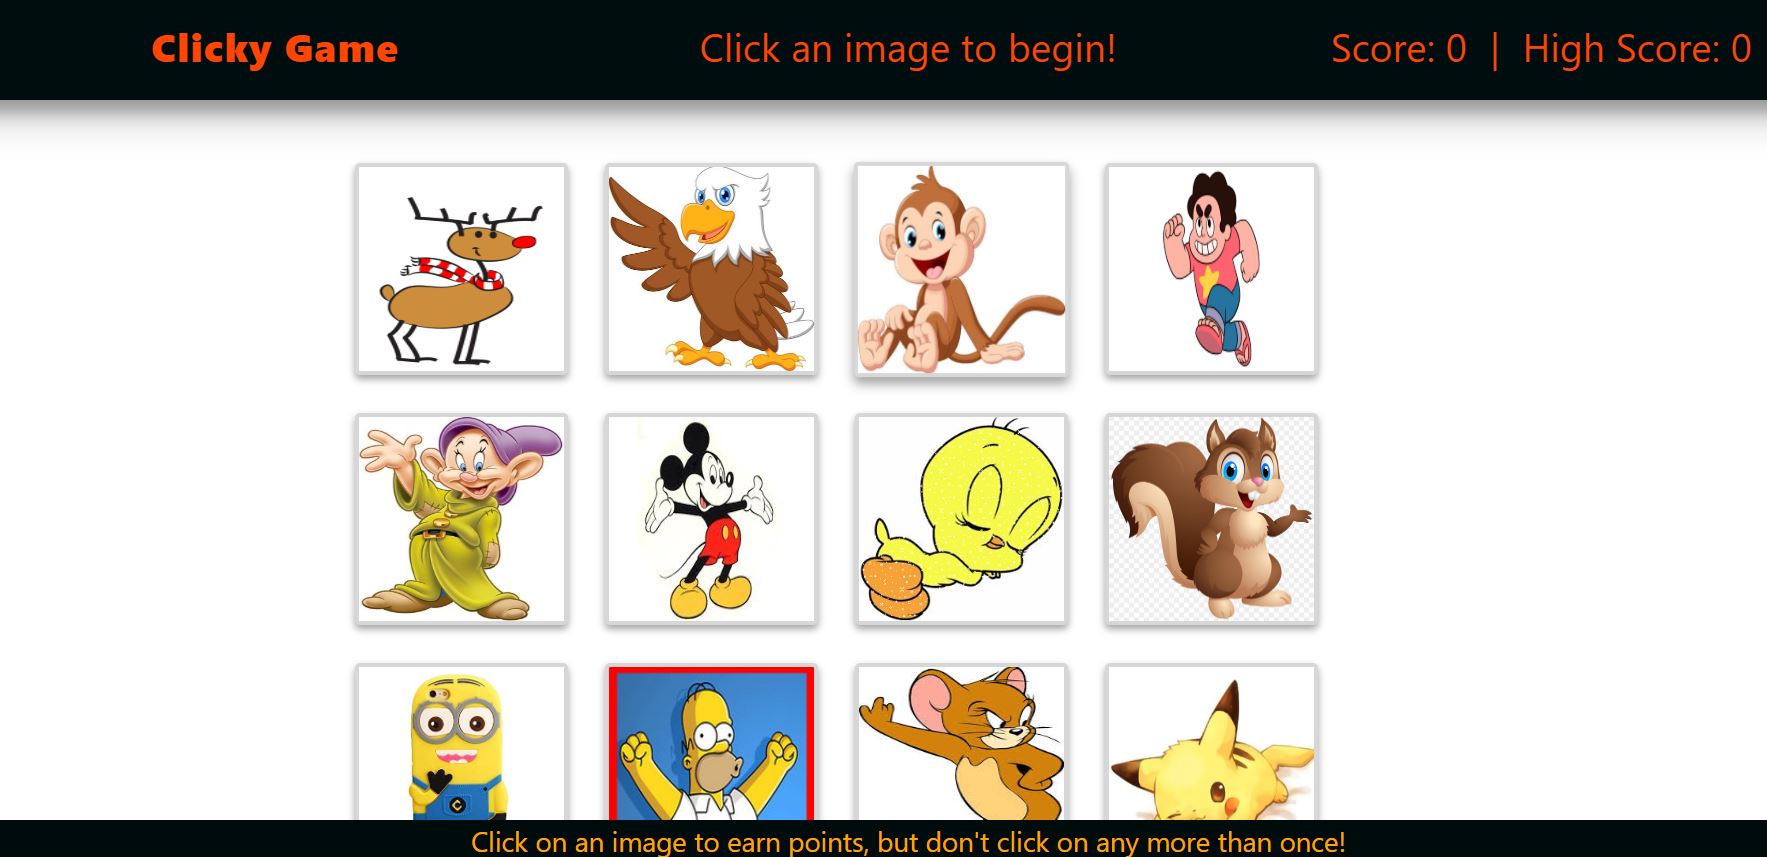 Clicky Game
Click an image to begin!
Score: 0 | High Score: 0
Click on an image to earn points, but don't click on any more than once!